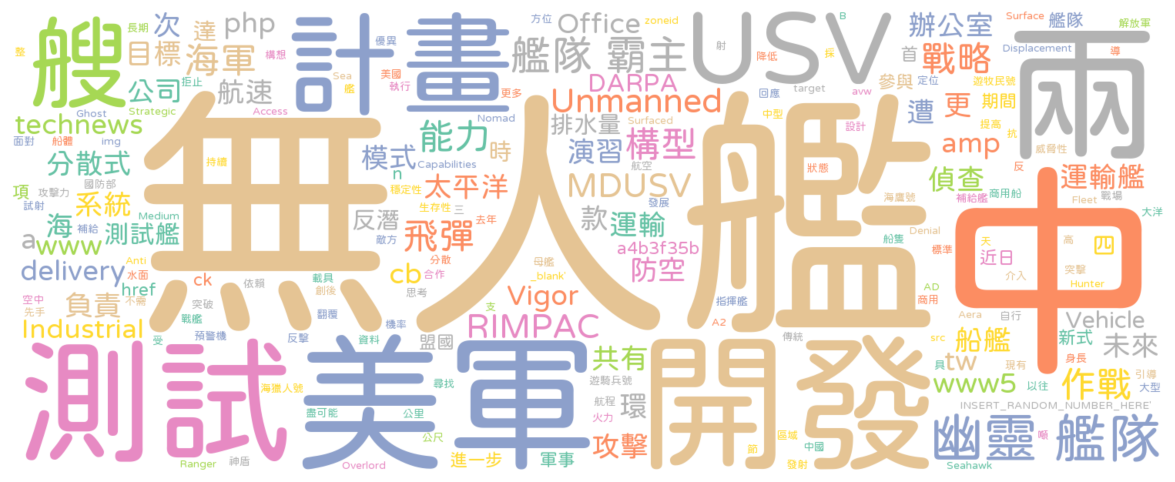 艘
計畫
無人艦
USV
兩
中
測試
美軍
開發
幽靈 艦隊
艦隊 霸主
長期
次
達
php
Office
方位
zoneid
辦公室
Surface
艦隊
解放軍
B
目標
海軍
構想
優異
射
降低
採
首
戰略
Displacement
導
整
拒止
公司
航速
Sea
艦
美國
執行
DARPA
回應
target
avw
參與
定位
遊牧民號
Ghost
Strategic
Access
更多
Unmanned
中型
設計
遭
更
期間
提高
抗
technews
Nomad
能力
排水量
Surfaced
演習
構型
amp
威脅性
面對
船體
img
分散式
持續
模式
Capabilities
時
航空
狀態
偵查
反
運輸艦
n
穩定性
太平洋
MDUSV
海鷹號
補給艦
商用船
戰場
項
攻擊力
國防部
系統
生存性
三
款
發展
Fleet
試射
Medium
補給
海
測試艦
反潛
去年
運輸
Denial
大洋
a
www
敵方
飛彈
a4b3f35b
船隻
標準
近日
天
高
四
Anti
分散
母艦
防空
介入
突擊
delivery
水面
ck
依賴
載具
cb
合作
_blank
href
思考
指揮艦
AD
商用
Hunter
空中
負責
不需
突破
創後
Vigor
支
A2
Aera
自行
先手
戰艦
翻覆
Industrial
預警機
反擊
機率
RIMPAC
傳統
src
船艦
新式
Vehicle
受
資料
盟國
共有
tw
身長
未來
海獵人號
尋找
遊騎兵號
具
現有
引導
www5
以往
作戰
大型
盡可能
公里
航程
環
INSERT_RANDOM_NUMBER_HERE
火力
公尺
攻擊
區域
中國
噸
節
Ranger
神盾
Overlord
進一步
軍事
發射
Seahawk